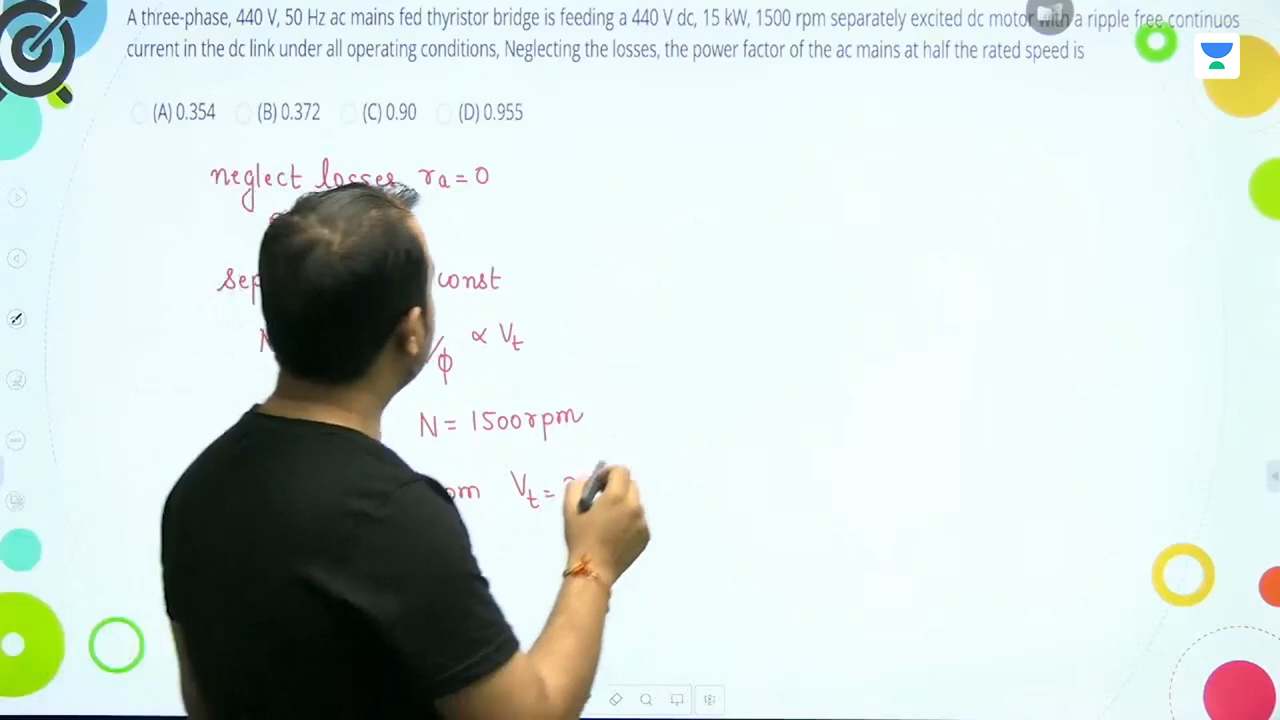 A three-phase, 440 V, 50 Hz ac mains fed thyristor bridge is feeding a 440 V dc, 15 kW, 1500 rpm separately excited dc motor with a ripple free continuos
current in the dc link under all operating conditions, Neglecting the losses, the power factor of the ac mains at half the rated speed is
(A) 0.354 (B) 0.372 (C) 0.90 (D) 0.955
neglect losses ra = 0
const
/φ ∝ Vt
N = 1500rpm
Vt =